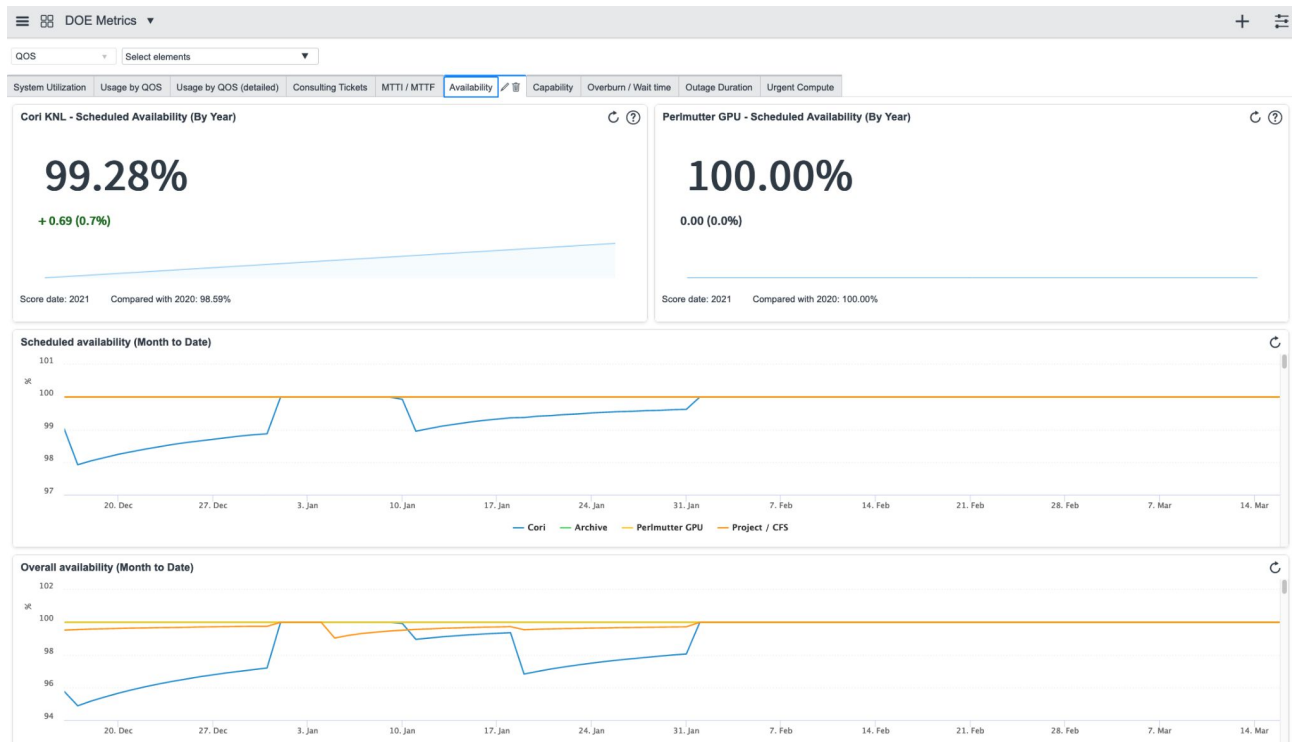 DOE Metrics ▼
QOS Select elements
System Utilization Usage by QOS Usage by QOS (detailed) Consulting Tickets MTTI / MTTF Availability Capability Overburn / Wait time Outage Duration Urgent Compute
Cori KNL - Scheduled Availability (By Year)
99.28%
+ 0.69 (0.7%)
Score date: 2021 Compared with 2020: 98.59%
Perlmutter GPU - Scheduled Availability (By Year)
100.00%
0.00 (0.0%)
Score date: 2021 Compared with 2020: 100.00%
Scheduled availability (Month to Date)
%
101
100
99
98
97
20. Dec 27. Dec 3. Jan 10. Jan 17. Jan 24. Jan 31. Jan 7. Feb 14. Feb 21. Feb 28. Feb 7. Mar 14. Mar
Cori Archive Perlmutter GPU Project / CFS
Overall availability (Month to Date)
%
102
100
98
96
94
20. Dec 27. Dec 3. Jan 10. Jan 17. Jan 24. Jan 31. Jan 7. Feb 14. Feb 21. Feb 28. Feb 7. Mar 14. Mar